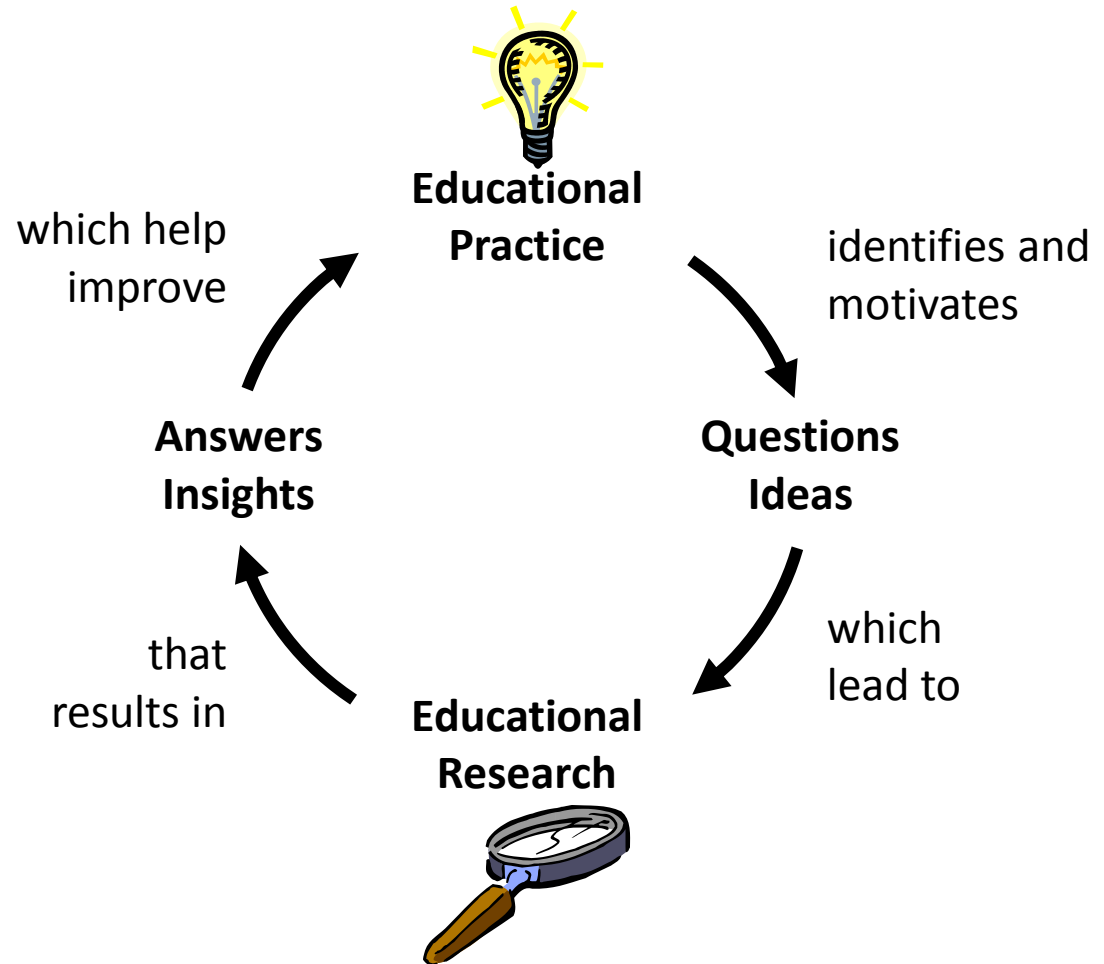 Educational
Practice
identifies and
motivates
Questions
Ideas
which
lead to
Educational
Research
that
results in
Answers
Insights
which help
improve